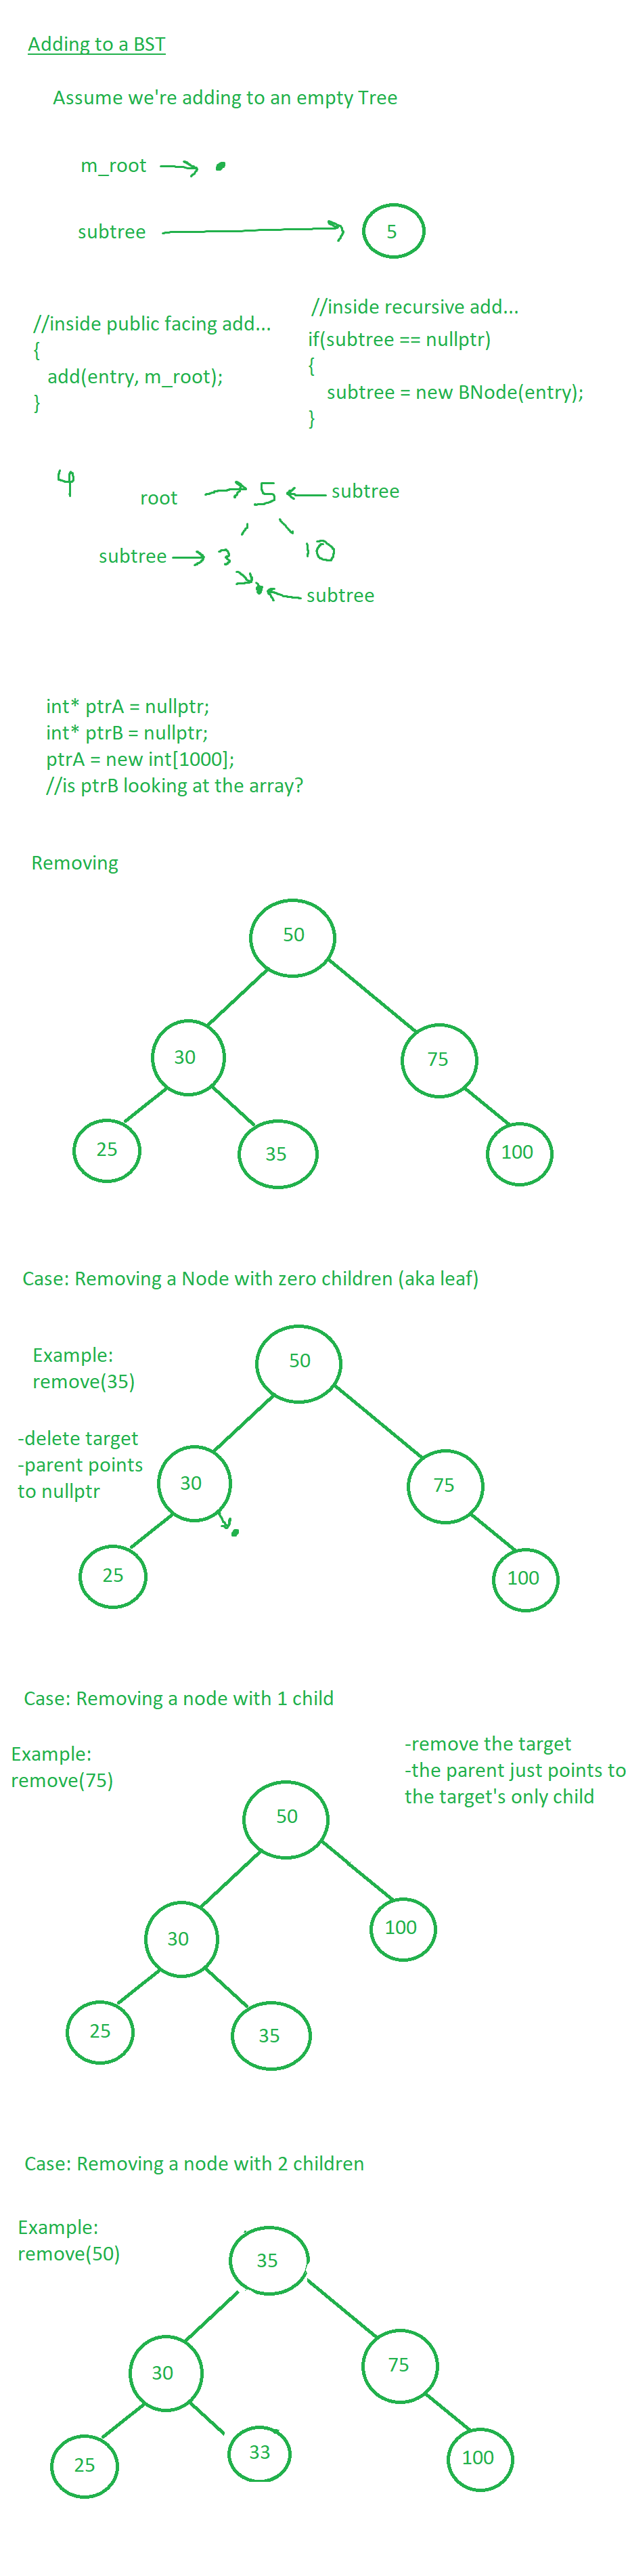 Adding to a BST
Assume we're adding to an empty Tree
m_root
subtree
5
//inside public facing add...
{
add(entry, m_root);
}
//inside recursive add...
if(subtree == nullptr)
{
subtree = new BNode(entry);
}
4
root
5
subtree
subtree
3
10
subtree
int* ptrA = nullptr;
int* ptrB = nullptr;
ptrA = new int[1000];
//is ptrB looking at the array?
Removing
50
30
75
25
35
100
Case: Removing a Node with zero children (aka leaf)
Example:
remove(35)
-delete target
-parent points
to nullptr
50
30
75
25
100
Case: Removing a node with 1 child
Example:
remove(75)
-remove the target
-the parent just points to
the target's only child
50
30
100
25
35
Case: Removing a node with 2 children
Example:
remove(50)
35
30
75
25
33
100